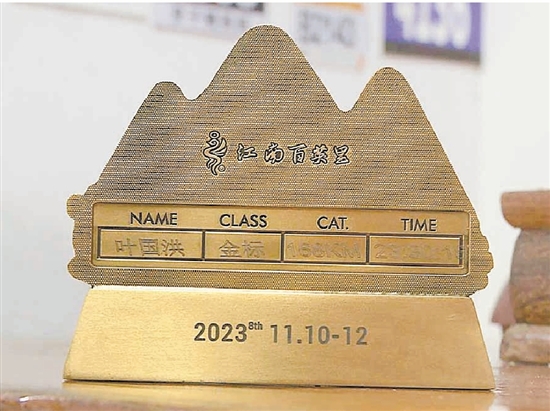 江南百英里
NAME CLASS CAT. TIME
叶国洪 金标 168KM
2023 8th 11.10-12